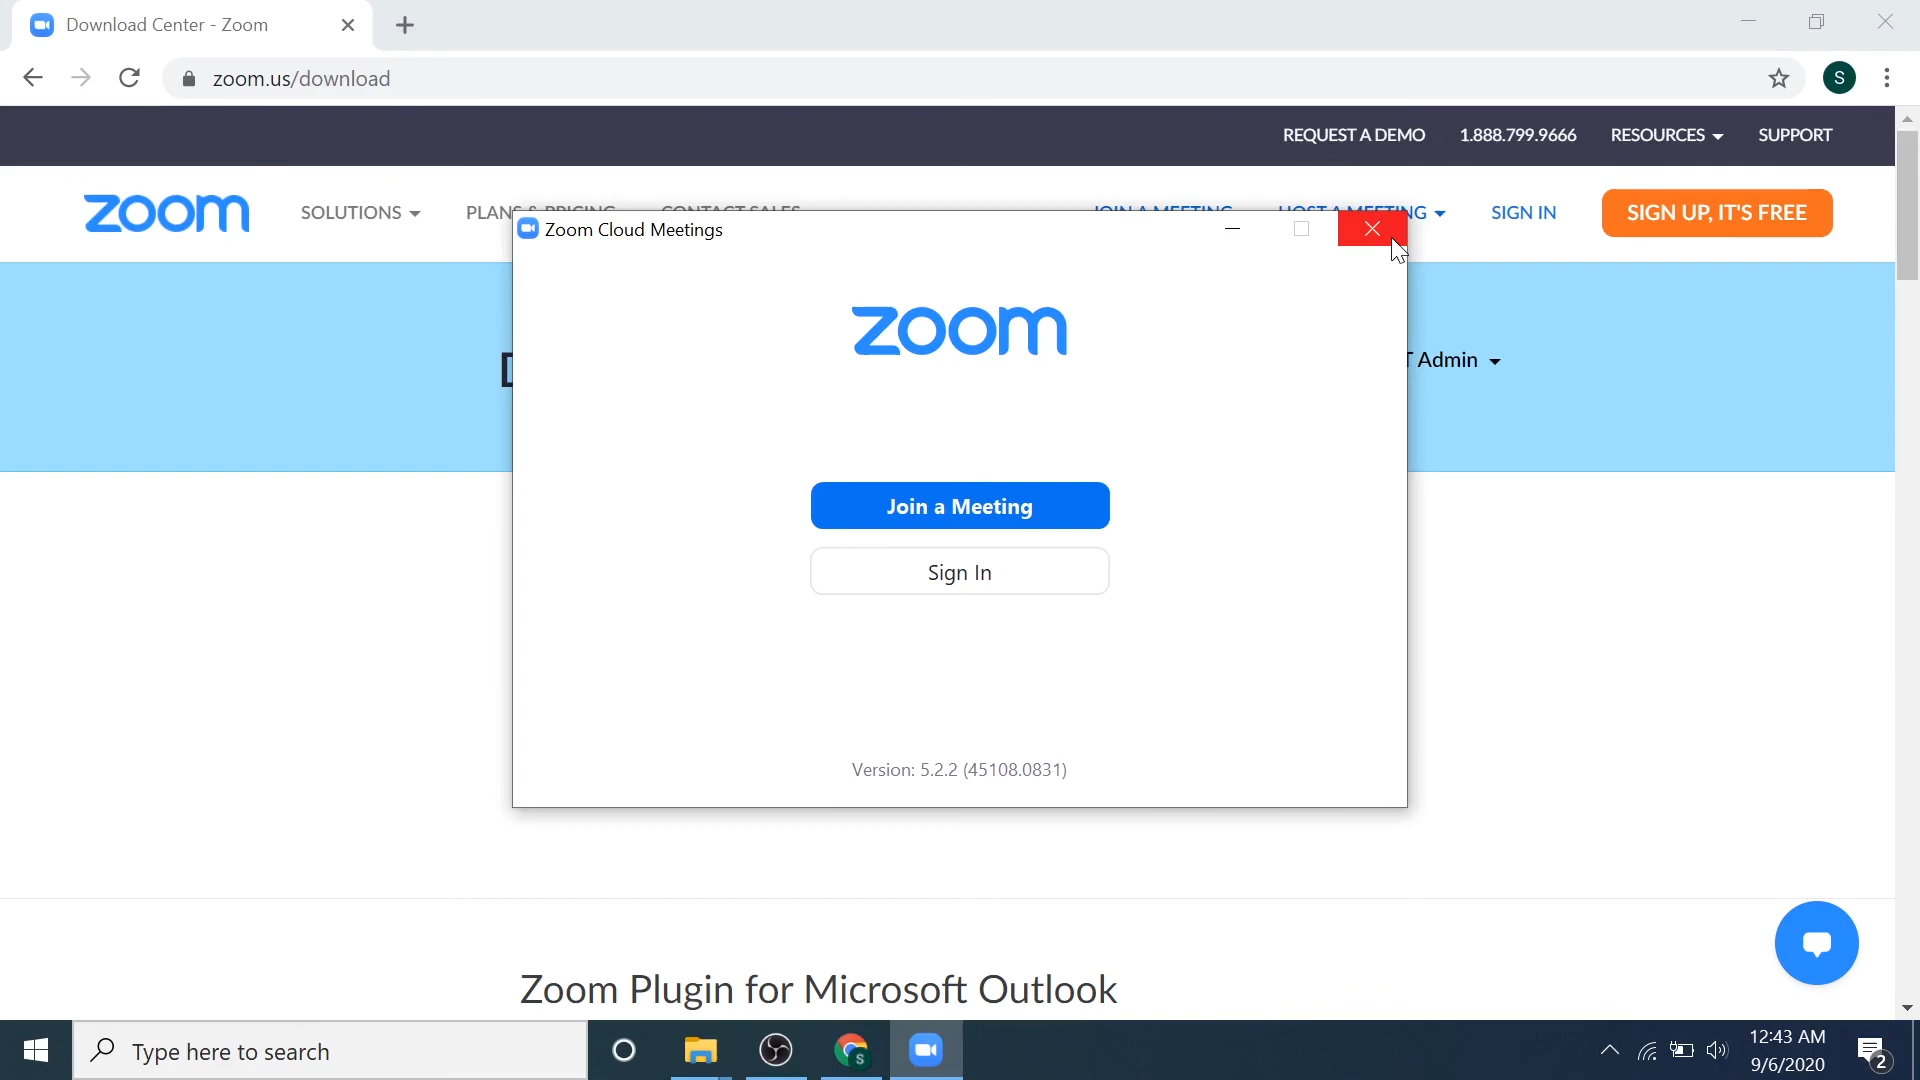 Download Center - Zoom
zoom.us/download
S
REQUEST A DEMO 1.888.799.9666 RESOURCES SUPPORT
zoom SOLUTIONS SIGN IN SIGN UP, IT'S FREE
Zoom Cloud Meetings
zoom
Admin
Join a Meeting
Sign In
Version: 5.2.2 (45108.0831)
Zoom Plugin for Microsoft Outlook
Type here to search
S
12:43 AM
9/6/2020
2